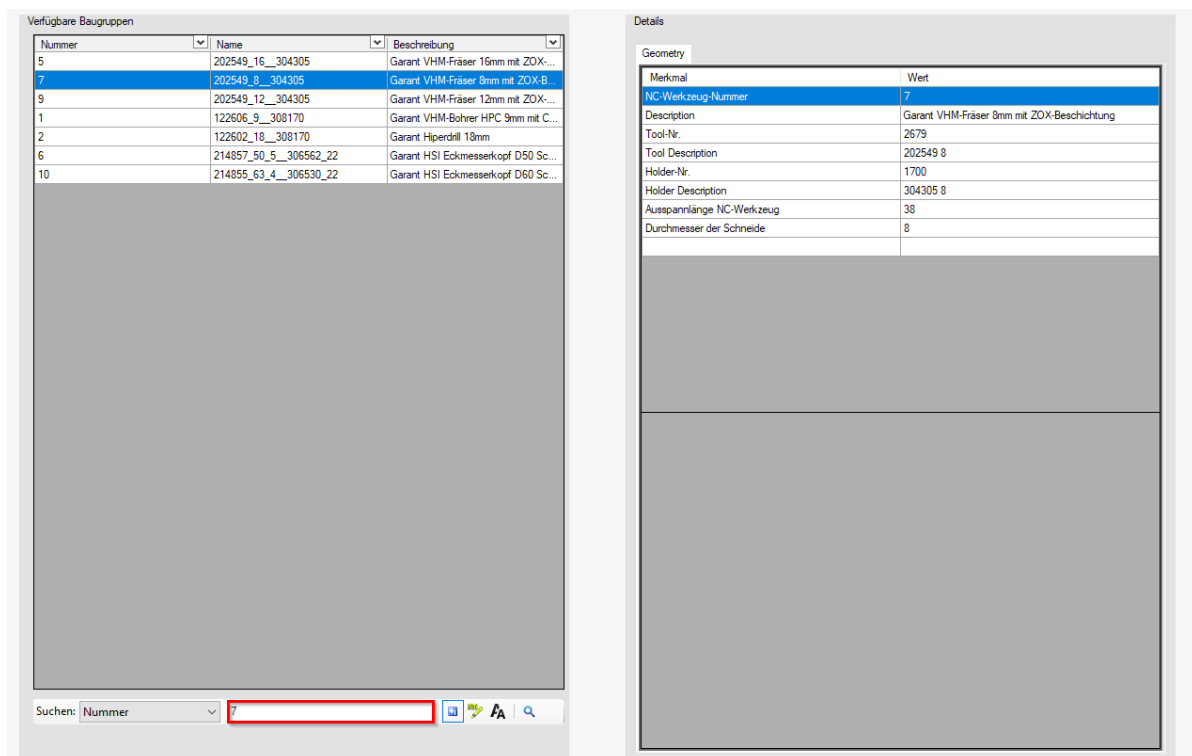 Verfügbare Baugruppen
Nummer Name Beschreibung
5 202549_16__304305 Garant VHM-Fräser 16mm mit ZOX-...
7 202549_8__304305 Garant VHM-Fräser 8mm mit ZOX-B...
9 202549_12__304305 Garant VHM-Fräser 12mm mit ZOX-...
1 122606_9__308170 Garant VHM-Bohrer HPC 9mm mit C...
2 122602_18__308170 Garant Hiperdrill 18mm
6 214857_50_5__306562_22 Garant HSI Eckmesserkopf D50 Sc...
10 214855_63_4__306530_22 Garant HSI Eckmesserkopf D60 Sc...
Suchen: Nummer 7
Details
Geometry
Merkmal Wert
NC-Werkzeug-Nummer 7
Description Garant VHM-Fräser 8mm mit ZOX-Beschichtung
Tool-Nr. 2679
Tool Description 202549 8
Holder-Nr. 1700
Holder Description 304305 8
Ausspannlänge NC-Werkzeug 38
Durchmesser der Schneide 8